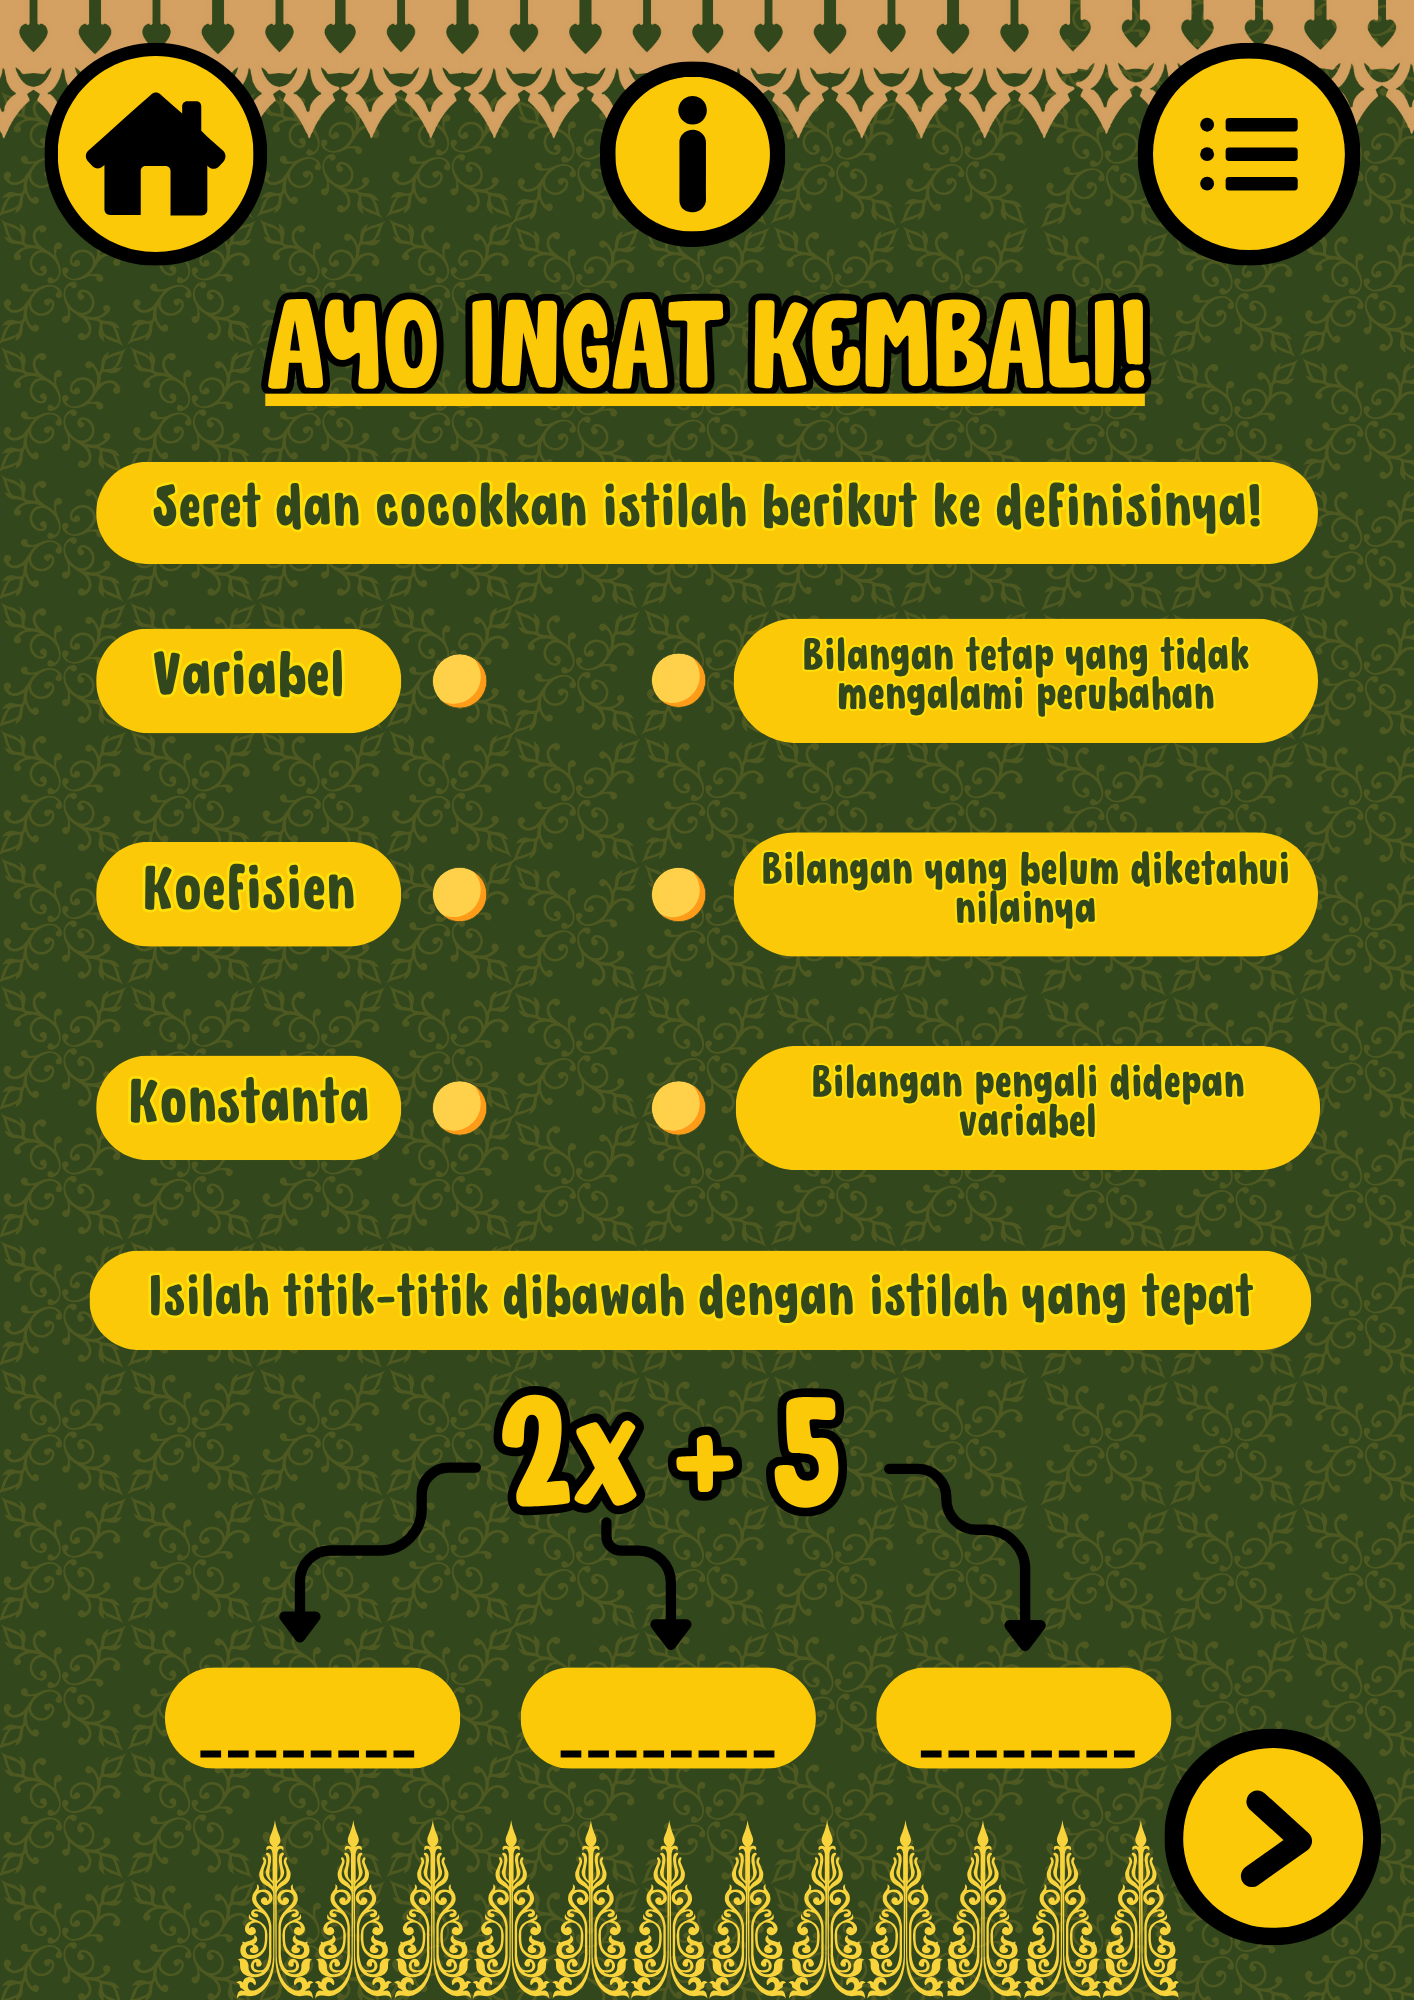 AYO INGAT KEMBALI!
Seret dan cocokkan istilah berikut ke definisinya!
Variabel
Bilangan tetap yang tidak
mengalami perubahan
Koefisien
Bilangan yang belum diketahui
nilainya
Konstanta
Bilangan pengali didepan
variabel
Isilah titik-titik dibawah dengan istilah yang tepat
2x + 5